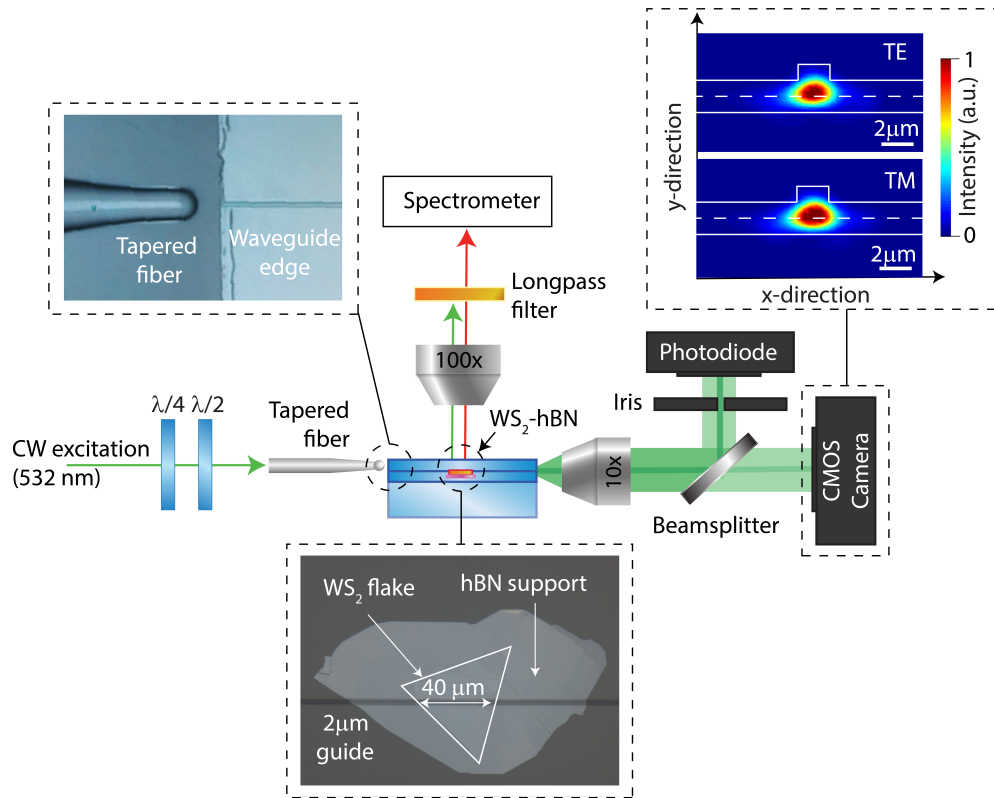 TE
1
2μm
TM
2μm
0
Intensity (a.u.)
y-direction
x-direction
Tapered
fiber
Waveguide
edge
Spectrometer
Longpass
filter
100x
Photodiode
Iris
λ/4 λ/2
Tapered
fiber
WS₂-hBN
CW excitation
(532 nm)
10x
CMOS
Camera
Beamsplitter
WS₂ flake
hBN support
40 μm
2μm
guide